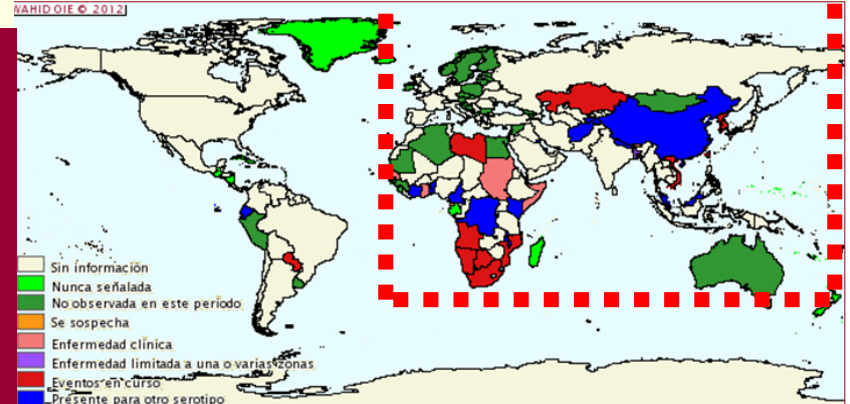 WAHID OIE © 2012
Sin información
Nunca señalada
No observada en este periodo
Se sospecha
Enfermedad clínica
Enfermedad limitada a una o varias zonas
Eventos en curso
Presente para otro serotipo